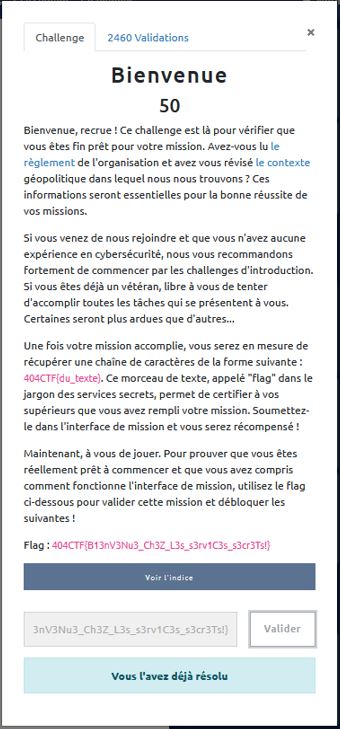 Challenge
2460 Validations
×
Bienvenue
50
Bienvenue, recrue ! Ce challenge est là pour vérifier que
vous êtes fin prêt pour votre mission. Avez-vous lu le
règlement de l'organisation et avez vous révisé le contexte
géopolitique dans lequel nous nous trouvons ? Ces
informations seront essentielles pour la bonne réussite de
vos missions.
Si vous venez de nous rejoindre et que vous n'avez aucune
expérience en cybersécurité, nous vous recommandons
fortement de commencer par les challenges d'introduction.
Si vous êtes déjà un vétéran, libre à vous de tenter
d'accomplir toutes les tâches qui se présentent à vous.
Certaines seront plus ardues que d'autres...
Une fois votre mission accomplie, vous serez en mesure de
récupérer une chaîne de caractères de la forme suivante :
404CTF{du_texte}. Ce morceau de texte, appelé "flag" dans le
jargon des services secrets, permet de certifier à vos
supérieurs que vous avez rempli votre mission. Soumettez-
le dans l'interface de mission et vous serez récompensé !
Maintenant, à vous de jouer. Pour prouver que vous êtes
réellement prêt à commencer et que vous avez compris
comment fonctionne l'interface de mission, utilisez le flag
ci-dessous pour valider cette mission et débloquer les
suivantes !
Flag : 404CTF{B13nV3Nu3_Ch3Z_L3s_s3rv1C3s_s3cr3Ts!}
Voir l'indice
3nV3Nu3_Ch3Z_L3s_s3rv1C3s_s3cr3Ts!}
Valider
Vous l'avez déjà résolu